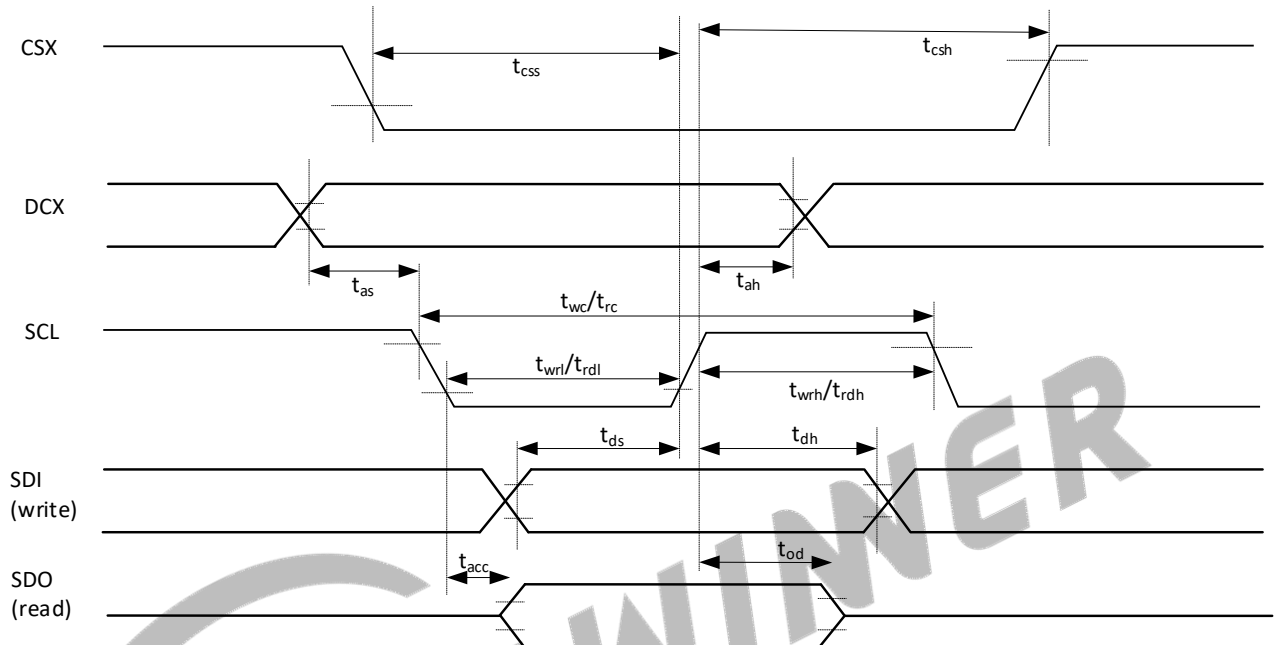 CSX
t_css
t_csh
DCX
t_as
t_ah
t_wc/t_rc
SCL
t_wrl/t_rdl
t_wrh/t_rdh
t_ds
t_dh
SDI
(write)
t_acc
t_od
SDO
(read)
WINNER